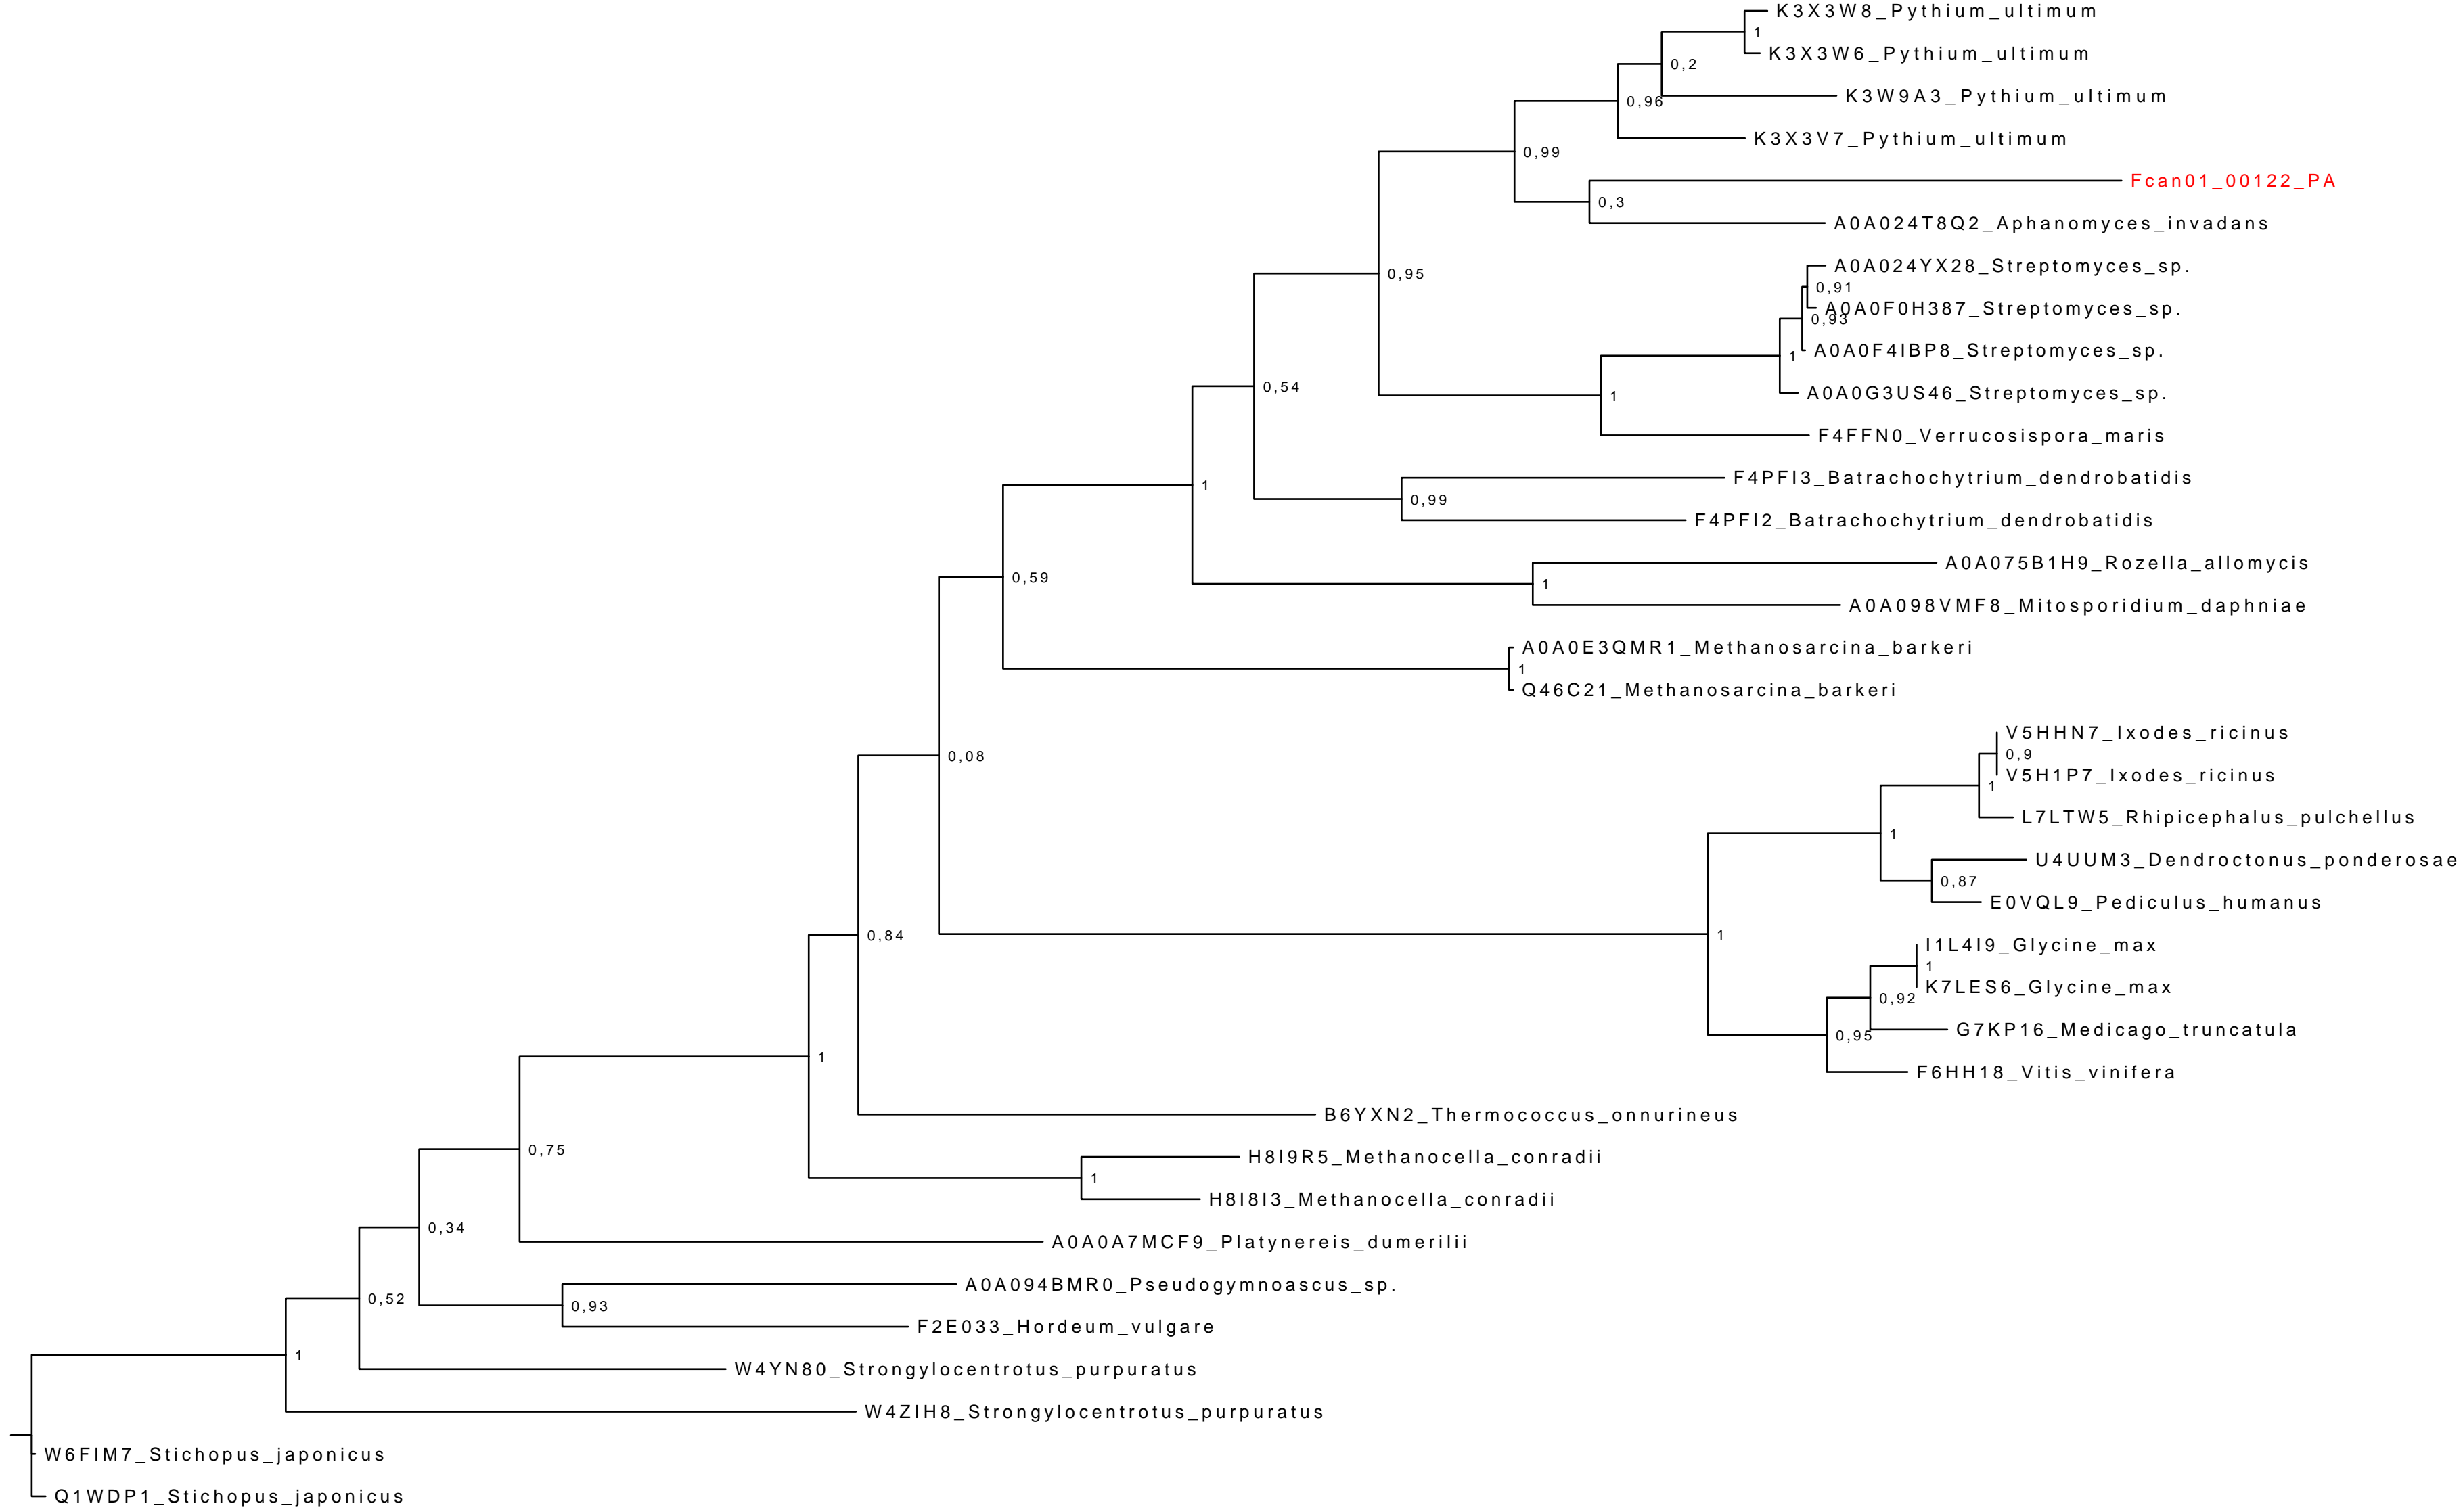 K3X3W8_Pythium_ultimum
1
K3X3W6_Pythium_ultimum
0,2
K3W9A3_Pythium_ultimum
0,96
K3X3V7_Pythium_ultimum
0,99
Fcan01_00122_PA
0,3
A0A024T8Q2_Aphanomyces_invadans
A0A024YX28_Streptomyces_sp.
0,95
0,91
A0A0F0H387_Streptomyces_sp.
0,93
A0A0F4IBP8_Streptomyces_sp.
1
0,54
A0A0G3US46_Streptomyces_sp.
1
F4FFN0_Verrucosispora_maris
F4PFI3_Batrachochytrium_dendrobatidis
1
0,99
F4PFI2_Batrachochytrium_dendrobatidis
A0A075B1H9_Rozella_allomycis
0,59
1
A0A098VMF8_Mitosporidium_daphniae
A0A0E3QMR1_Methanosarcina_barkeri
1
Q46C21_Methanosarcina_barkeri
V5HHN7_Ixodes_ricinus
0,08
0,9
V5H1P7_Ixodes_ricinus
1
L7LTW5_Rhipicephalus_pulchellus
1
U4UUM3_Dendroctonus_ponderosae
0,87
E0VQL9_Pediculus_humanus
0,84
1
I1L4I9_Glycine_max
1
K7LES6_Glycine_max
0,92
G7KP16_Medicago_truncatula
0,95
1
F6HH18_Vitis_vinifera
B6YXN2_Thermococcus_onnurineus
0,75
H8I9R5_Methanocella_conradii
1
H8I8I3_Methanocella_conradii
0,34
A0A0A7MCF9_Platynereis_dumerilii
A0A094BMR0_Pseudogymnoascus_sp.
0,52
0,93
F2E033_Hordeum_vulgare
1
W4YN80_Strongylocentrotus_purpuratus
W4ZIH8_Strongylocentrotus_purpuratus
W6FIM7_Stichopus_japonicus
Q1WDP1_Stichopus_japonicus